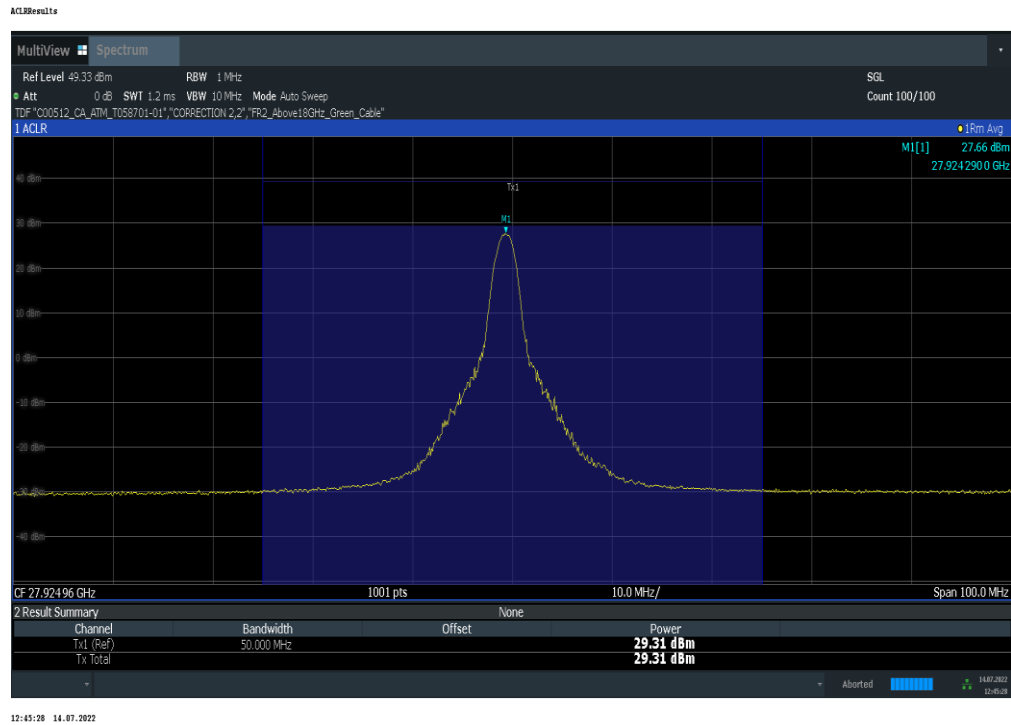 ACLRResults
MultiView Spectrum
Ref Level 49.33 dBm RBW 1 MHz SGL
Att 0 dB SWT 1.2 ms VBW 10 MHz Mode Auto Sweep Count 100/100
TDF "C00512_CA_ATM_T058701-01","CORRECTION 2,2","FR2_Above18GHz_Green_Cable"
1 ACLR 1Rm Avg
M1[1] 27.66 dBm
27.9242900 GHz
40 dBm
Tx1
M1
30 dBm
20 dBm
10 dBm
0 dBm
-10 dBm
-20 dBm
-30 dBm
-40 dBm
CF 27.92496 GHz 1001 pts 10.0 MHz/ Span 100.0 MHz
2 Result Summary None
Channel Bandwidth Offset Power
Tx1 (Ref) 50.000 MHz 29.31 dBm
Tx Total 29.31 dBm
Aborted 14.07.2022
12:45:28
12:45:28 14.07.2022